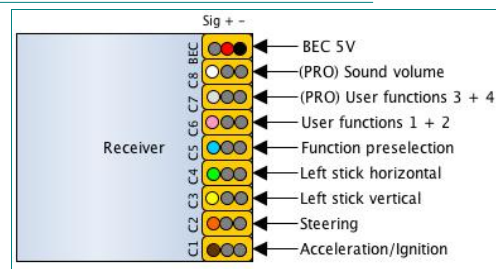 Sig + -
BEC BEC 5V
C8 (PRO) Sound volume
C7 (PRO) User functions 3 + 4
C6 User functions 1 + 2
Receiver C5 Function preselection
C4 Left stick horizontal
C3 Left stick vertical
C2 Steering
C1 Acceleration/Ignition